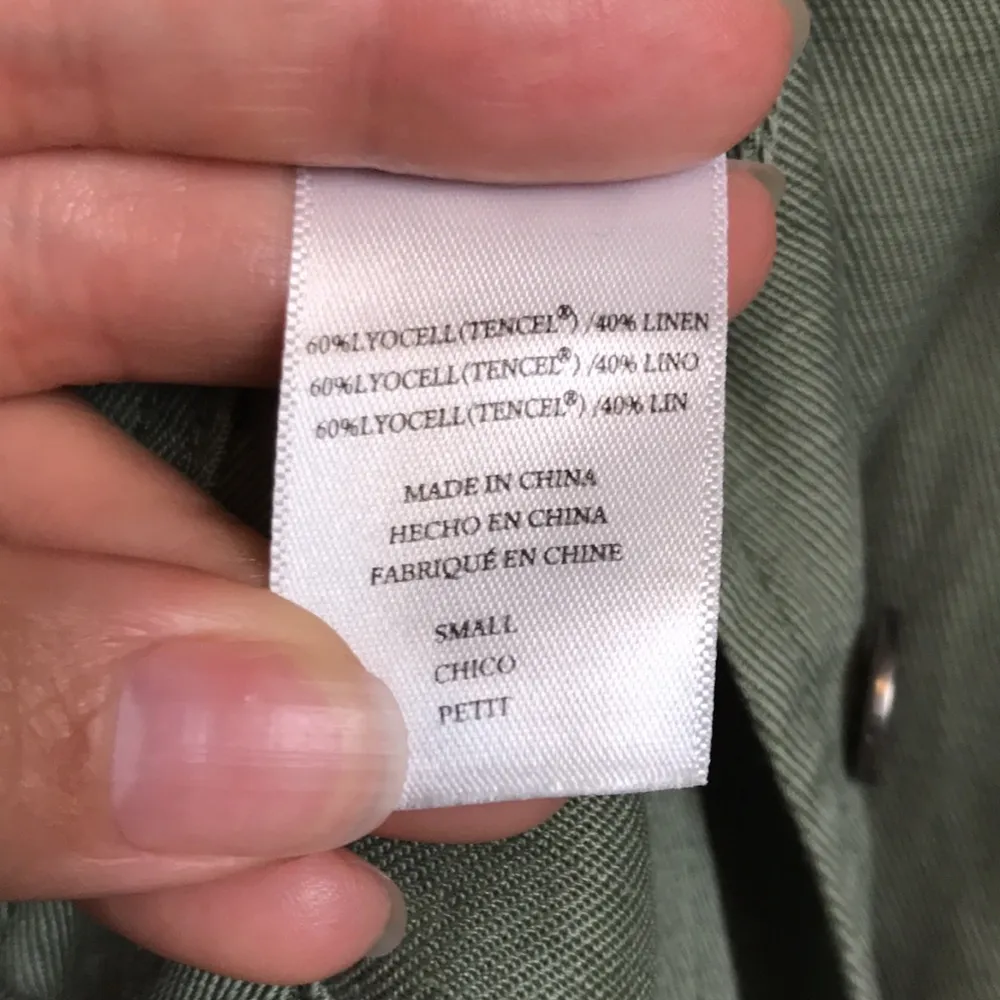 60%LYOCELL(TENCEL®) /40% LINEN
60%LYOCELL(TENCEL®) /40% LINO
60%LYOCELL(TENCEL®) /40% LIN
MADE IN CHINA
HECHO EN CHINA
FABRIQUÉ EN CHINE
SMALL
CHICO
PETIT